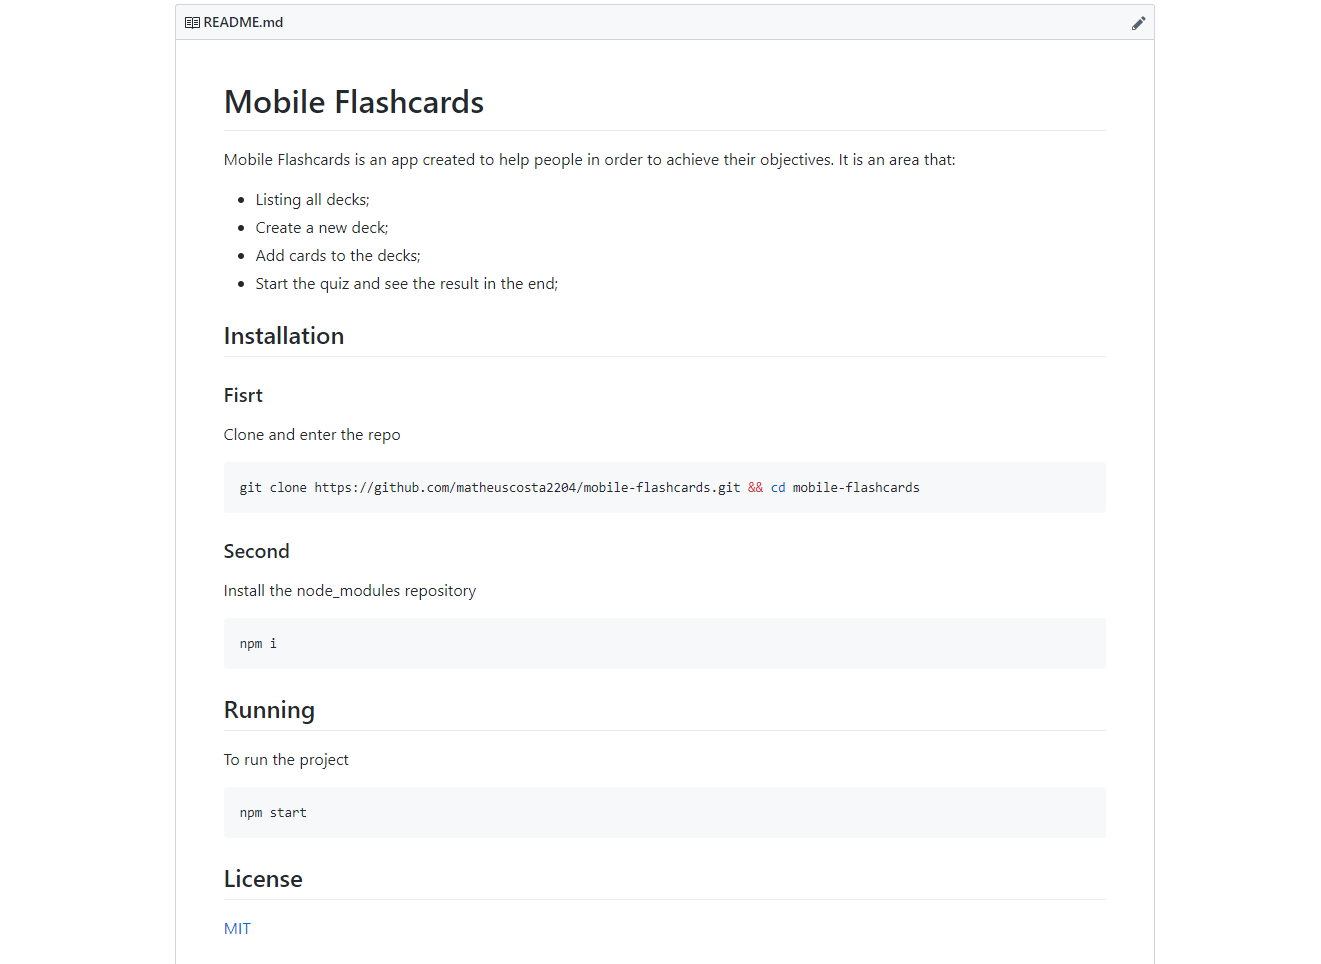 README.md
Mobile Flashcards
Mobile Flashcards is an app created to help people in order to achieve their objectives. It is an area that:
Listing all decks;
Create a new deck;
Add cards to the decks;
Start the quiz and see the result in the end;
Installation
Fisrt
Clone and enter the repo
git clone https://github.com/matheuscosta2204/mobile-flashcards.git && cd mobile-flashcards
Second
Install the node_modules repository
npm i
Running
To run the project
npm start
License
MIT